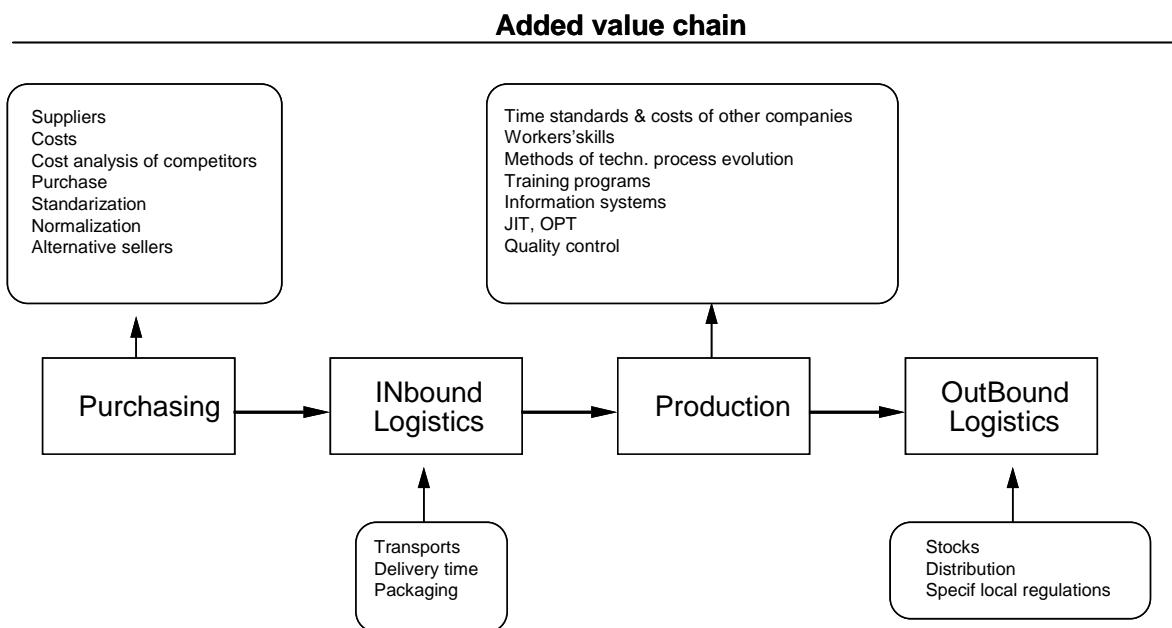 Added value chain
Suppliers
Costs
Cost analysis of competitors
Purchase
Standarization
Normalization
Alternative sellers
Time standards & costs of other companies
Workers'skills
Methods of techn. process evolution
Training programs
Information systems
JIT, OPT
Quality control
Purchasing
INbound
Logistics
Production
OutBound
Logistics
Transports
Delivery time
Packaging
Stocks
Distribution
Specif local regulations